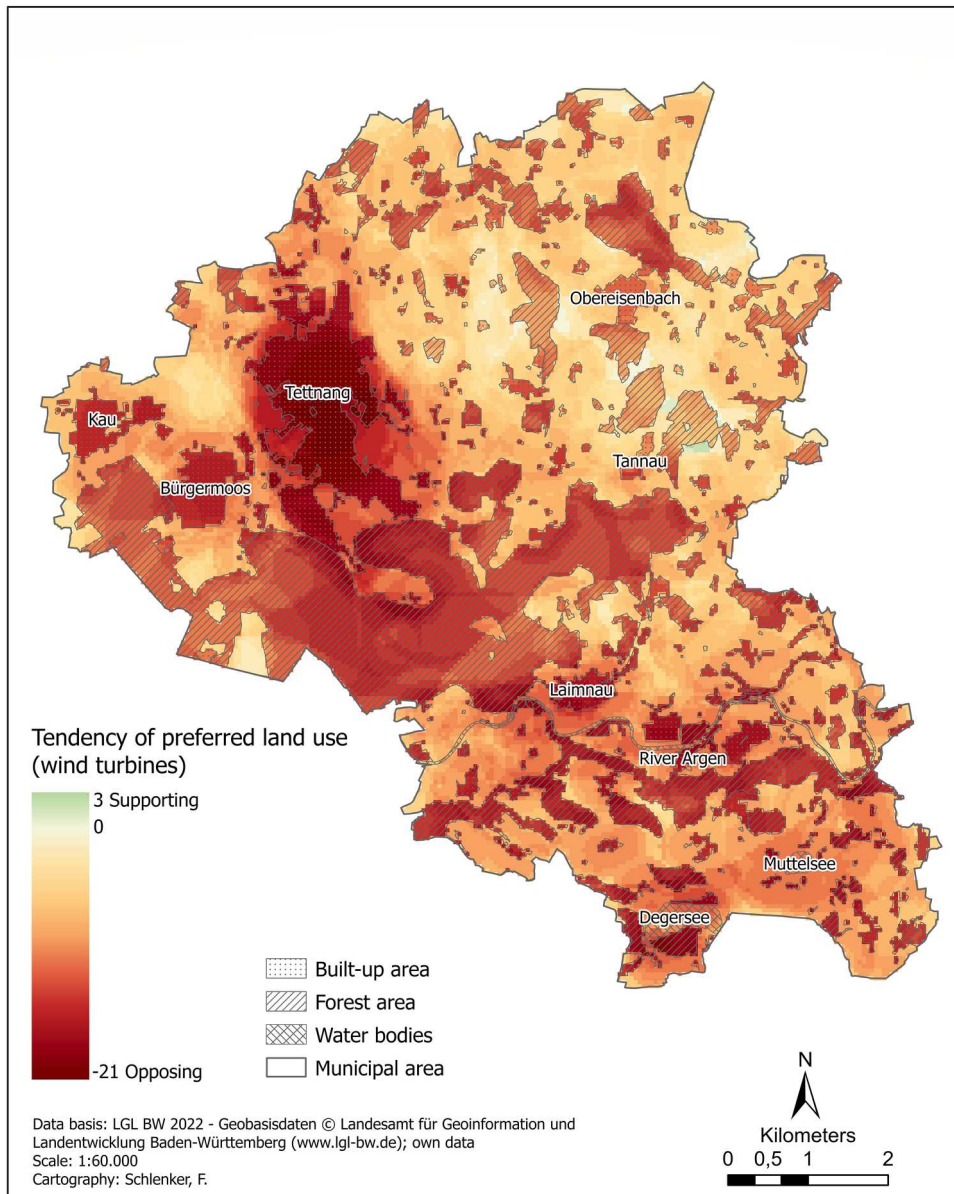 Obereisenbach
Tettnang
Kau
Tannau
Bürgermoos
Laimnau
River Argen
Muttelsee
Degersee
Tendency of preferred land use
(wind turbines)
3 Supporting
0
-21 Opposing
Built-up area
Forest area
Water bodies
Municipal area
N
Kilometers
0 0,5 1 2
Data basis: LGL BW 2022 - Geobasisdaten © Landesamt für Geoinformation und
Landentwicklung Baden-Württemberg (www.lgl-bw.de); own data
Scale: 1:60.000
Cartography: Schlenker, F.